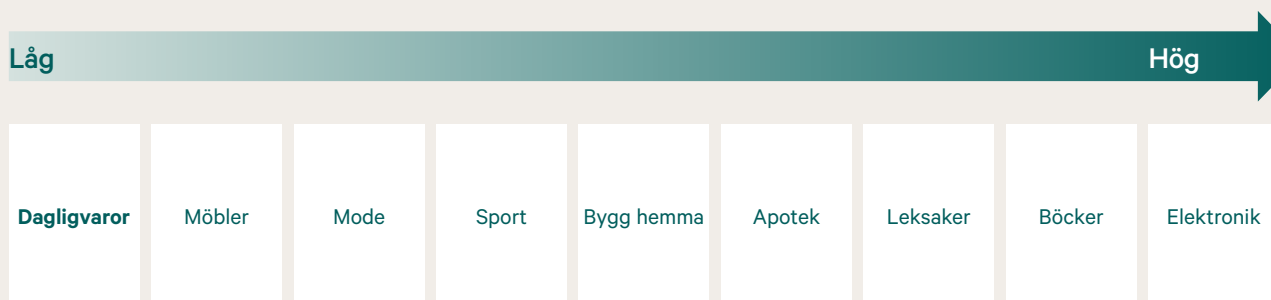 Låg
Hög
Dagligvaror
Möbler
Mode
Sport
Bygg hemma
Apotek
Leksaker
Böcker
Elektronik